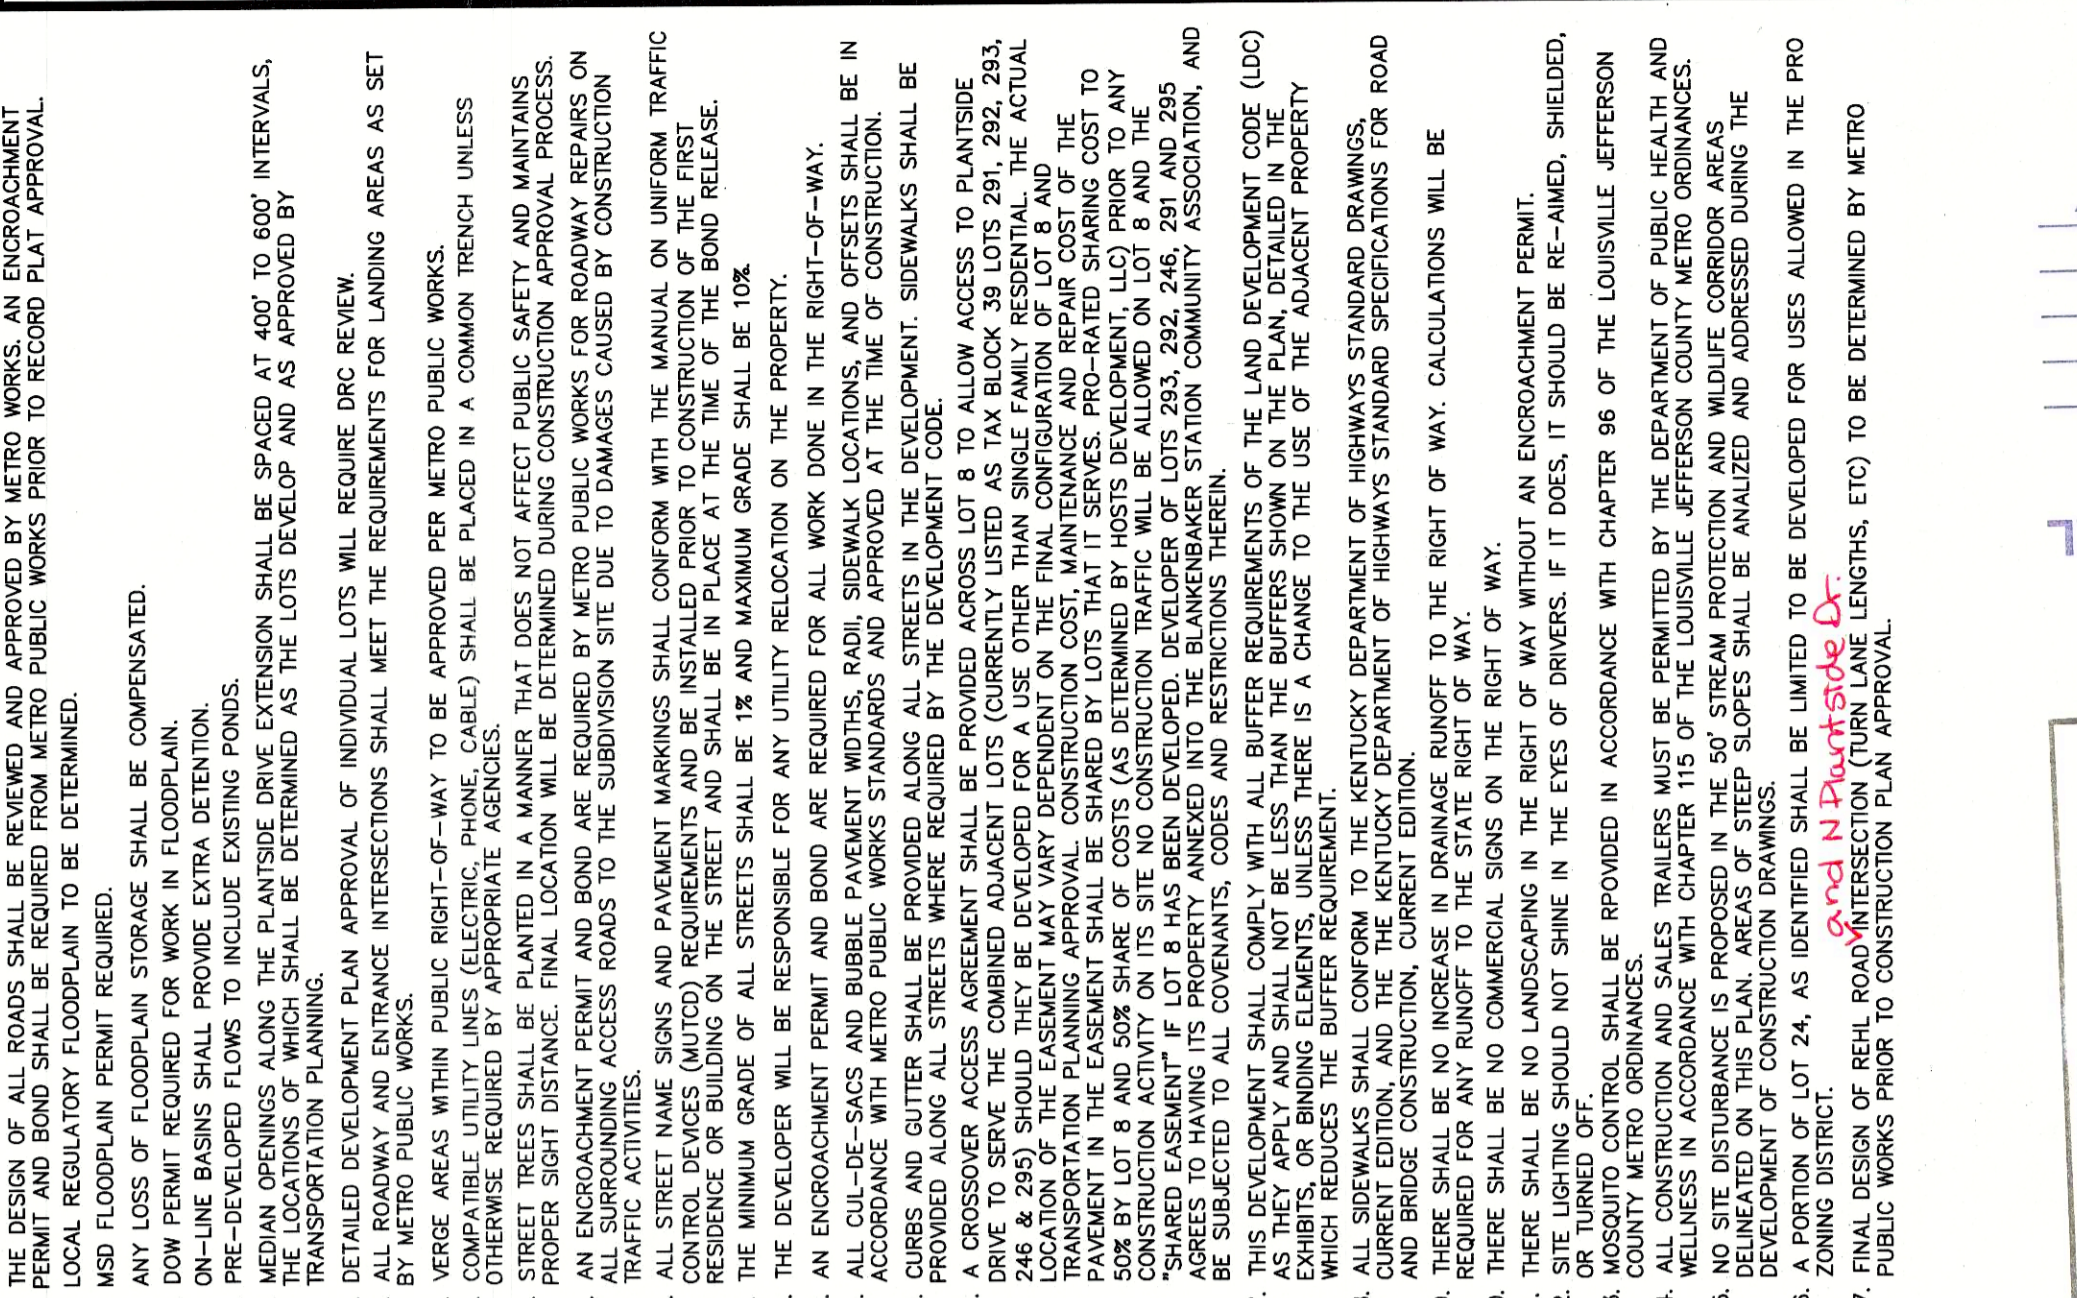 THE DESIGN OF ALL ROADS SHALL BE REVIEWED AND APPROVED BY METRO WORKS. AN ENCROACHMENT
PERMIT AND BOND SHALL BE REQUIRED FROM METRO PUBLIC WORKS PRIOR TO RECORD PLAT APPROVAL.
LOCAL REGULATORY FLOODPLAIN TO BE DETERMINED.
MSD FLOODPLAIN PERMIT REQUIRED.
ANY LOSS OF FLOODPLAIN STORAGE SHALL BE COMPENSATED.
DOW PERMIT REQUIRED FOR WORK IN FLOODPLAIN.
ON-LINE BASINS SHALL PROVIDE EXTRA DETENTION.
PRE-DEVELOPED FLOWS TO INCLUDE EXISTING PONDS.
MEDIAN OPENINGS ALONG THE PLANTSIDE DRIVE EXTENSION SHALL BE SPACED AT 400' TO 600' INTERVALS,
THE LOCATIONS OF WHICH SHALL BE DETERMINED AS THE LOTS DEVELOP AND AS APPROVED BY
TRANSPORTATION PLANNING.
DETAILED DEVELOPMENT PLAN APPROVAL OF INDIVIDUAL LOTS WILL REQUIRE DRC REVIEW.
ALL ROADWAY AND ENTRANCE INTERSECTIONS SHALL MEET THE REQUIREMENTS FOR LANDING AREAS AS SET
BY METRO PUBLIC WORKS.
VERGE AREAS WITHIN PUBLIC RIGHT-OF-WAY TO BE APPROVED PER METRO PUBLIC WORKS.
COMPATIBLE UTILITY LINES (ELECTRIC, PHONE, CABLE) SHALL BE PLACED IN A COMMON TRENCH UNLESS
OTHERWISE REQUIRED BY APPROPRIATE AGENCIES.
STREET TREES SHALL BE PLANTED IN A MANNER THAT DOES NOT AFFECT PUBLIC SAFETY AND MAINTAINS
PROPER SIGHT DISTANCE. FINAL LOCATION WILL BE DETERMINED DURING CONSTRUCTION APPROVAL PROCESS.
AN ENCROACHMENT PERMIT AND BOND ARE REQUIRED BY METRO PUBLIC WORKS FOR ROADWAY REPAIRS ON
ALL SURROUNDING ACCESS ROADS TO THE SUBDIVISION SITE DUE TO DAMAGES CAUSED BY CONSTRUCTION
TRAFFIC ACTIVITIES.
ALL STREET NAME SIGNS AND PAVEMENT MARKINGS SHALL CONFORM WITH THE MANUAL ON UNIFORM TRAFFIC
CONTROL DEVICES (MUTCD) REQUIREMENTS AND BE INSTALLED PRIOR TO CONSTRUCTION OF THE FIRST
RESIDENCE OR BUILDING ON THE STREET AND SHALL BE IN PLACE AT THE TIME OF THE BOND RELEASE.
THE MINIMUM GRADE OF ALL STREETS SHALL BE 1% AND MAXIMUM GRADE SHALL BE 10%.
THE DEVELOPER WILL BE RESPONSIBLE FOR ANY UTILITY RELOCATION ON THE PROPERTY.
AN ENCROACHMENT PERMIT AND BOND ARE REQUIRED FOR ALL WORK DONE IN THE RIGHT-OF-WAY.
ALL CUL-DE-SACS AND BUBBLE PAVEMENT WIDTHS, RADII, SIDEWALK LOCATIONS, AND OFFSETS SHALL BE IN
ACCORDANCE WITH METRO PUBLIC WORKS STANDARDS AND APPROVED AT THE TIME OF CONSTRUCTION.
CURBS AND GUTTER SHALL BE PROVIDED ALONG ALL STREETS IN THE DEVELOPMENT. SIDEWALKS SHALL BE
PROVIDED ALONG ALL STREETS WHERE REQUIRED BY THE DEVELOPMENT CODE.
A CROSSOVER ACCESS AGREEMENT SHALL BE PROVIDED ACROSS LOT 8 TO ALLOW ACCESS TO PLANTSIDE
DRIVE TO SERVE THE COMBINED ADJACENT LOTS (CURRENTLY LISTED AS TAX BLOCK 39 LOTS 291, 292, 293,
246 & 295) SHOULD THEY BE DEVELOPED FOR A USE OTHER THAN SINGLE FAMILY RESDENTIAL. THE ACTUAL
LOCATION OF THE EASEMENT MAY VARY DEPENDENT ON THE FINAL CONFIGURATION OF LOT 8 AND
TRANSPORTATION PLANNING APPROVAL. CONSTRUCTION COST, MAINTENANCE AND REPAIR COST OF THE
PAVEMENT IN THE EASEMENT SHALL BE SHARED BY LOTS THAT IT SERVES. PRO-RATED SHARING COST TO
50% BY LOT 8 AND 50% SHARE OF COSTS (AS DETERMINED BY HOSTS DEVELOPMENT, LLC) PRIOR TO ANY
CONSTRUCTION ACTIVITY ON ITS SITE NO CONSTRUCTION TRAFFIC WILL BE ALLOWED ON LOT 8 AND THE
"SHARED EASEMENT" IF LOT 8 HAS BEEN DEVELOPED. DEVELOPER OF LOTS 293, 292, 246, 291 AND 295
AGREES TO HAVING ITS PROPERTY ANNEXED INTO THE BLANKENBAKER STATION COMMUNITY ASSOCIATION, AND
BE SUBJECTED TO ALL COVENANTS, CODES AND RESTRICTIONS THEREIN.
7. THIS DEVELOPMENT SHALL COMPLY WITH ALL BUFFER REQUIREMENTS OF THE LAND DEVELOPMENT CODE (LDC)
AS THEY APPLY AND SHALL NOT BE LESS THAN THE BUFFERS SHOWN ON THE PLAN, DETAILED IN THE
EXHIBITS, OR BINDING ELEMENTS, UNLESS THERE IS A CHANGE TO THE USE OF THE ADJACENT PROPERTY
WHICH REDUCES THE BUFFER REQUIREMENT.
ALL SIDEWALKS SHALL CONFORM TO THE KENTUCKY DEPARTMENT OF HIGHWAYS STANDARD DRAWINGS,
CURRENT EDITION, AND THE THE KENTUCKY DEPARTMENT OF HIGHWAYS STANDARD SPECIFICATIONS FOR ROAD
AND BRIDGE CONSTRUCTION, CURRENT EDITION.
THERE SHALL BE NO INCREASE IN DRAINAGE RUNOFF TO THE RIGHT OF WAY. CALCULATIONS WILL BE
REQUIRED FOR ANY RUNOFF TO THE STATE RIGHT OF WAY.
THERE SHALL BE NO COMMERCIAL SIGNS ON THE RIGHT OF WAY.
THERE SHALL BE NO LANDSCAPING IN THE RIGHT OF WAY WITHOUT AN ENCROACHMENT PERMIT.
SITE LIGHTING SHOULD NOT SHINE IN THE EYES OF DRIVERS. IF IT DOES, IT SHOULD BE RE-AIMED, SHIELDED,
OR TURNED OFF.
MOSQUITO CONTROL SHALL BE RPOVIDED IN ACCORDANCE WITH CHAPTER 96 OF THE LOUISVILLE JEFFERSON
COUNTY METRO ORDINANCES.
ALL CONSTRUCTION AND SALES TRAILERS MUST BE PERMITTED BY THE DEPARTMENT OF PUBLIC HEALTH AND
WELLNESS IN ACCORDANCE WITH CHAPTER 115 OF THE LOUISVILLE JEFFERSON COUNTY METRO ORDINANCES.
NO SITE DISTURBANCE IS PROPOSED IN THE 50' STREAM PROTECTION AND WILDLIFE CORRIDOR AREAS
DELINEATED ON THIS PLAN. AREAS OF STEEP SLOPES SHALL BE ANALIZED AND ADDRESSED DURING THE
DEVELOPMENT OF CONSTRUCTION DRAWINGS.
A PORTION OF LOT 24, AS IDENTIFIED SHALL BE LIMITED TO BE DEVELOPED FOR USES ALLOWED IN THE PRO
ZONING DISTRICT.
and N Plantside Dr.
7. FINAL DESIGN OF REHL ROAD INTERSECTION (TURN LANE LENGTHS, ETC) TO BE DETERMINED BY METRO
PUBLIC WORKS PRIOR TO CONSTRUCTION PLAN APPROVAL.